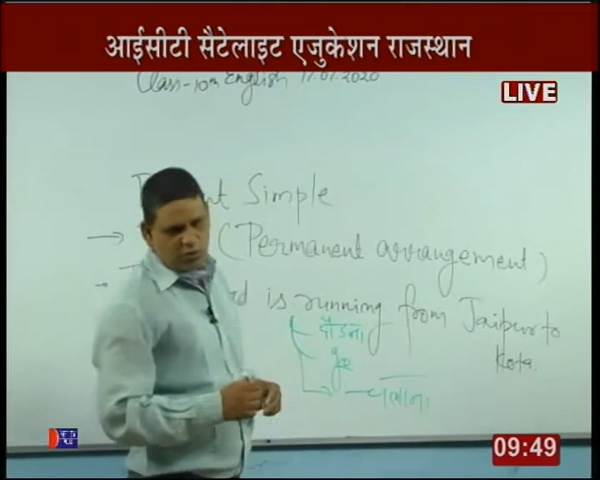 आईसीटी सैटेलाइट एजुकेशन राजस्थान
LIVE
Class-10th English 17.07.2020
Simple
(Permanent arrangement)
is running from Jaipur to
Kota.
दौडना
चलाना
09:49